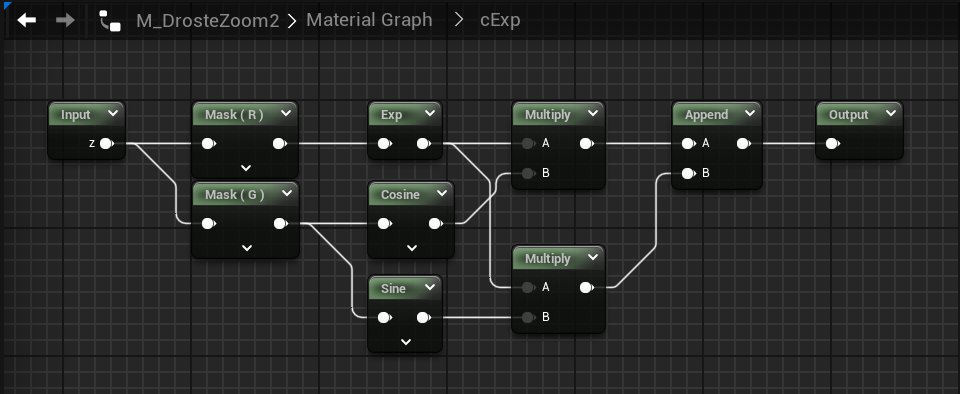 M_DrosteZoom2 > Material Graph > cExp
Input
z
Mask ( R )
Exp
Multiply
A
B
Append
A
B
Output
Mask ( G )
Cosine
Sine
Multiply
A
B